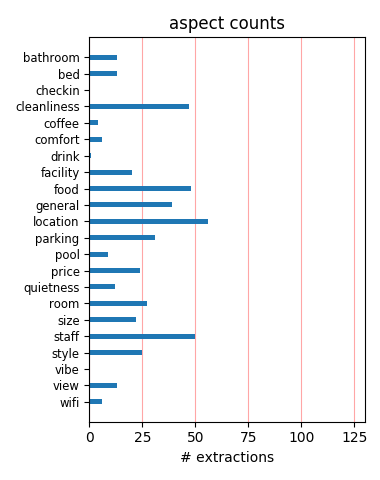 aspect counts
bathroom
bed
checkin
cleanliness
coffee
comfort
drink
facility
food
general
location
parking
pool
price
quietness
room
size
staff
style
vibe
view
wifi
0 25 50 75 100 125
# extractions